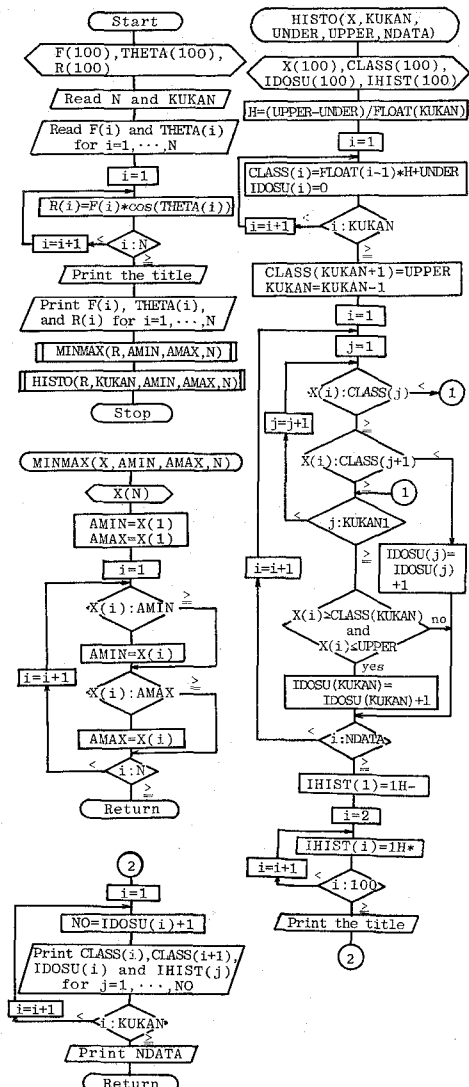 Start
F(100),THETA(100),
R(100)
Read N and KUKAN
Read F(i) and THETA(i)
for i=1,···,N
i=1
R(i)=F(i)*cos(THETA(i))
i=i+1
<
i:N
≧
Print the title
Print F(i), THETA(i),
and R(i) for i=1,···,N
MINMAX(R,AMIN,AMAX,N)
HISTO(R,KUKAN,AMIN,AMAX,N)
Stop
MINMAX(X,AMIN,AMAX,N)
X(N)
AMIN=X(1)
AMAX=X(1)
i=1
X(i):AMIN
≧
AMIN=X(i)
i=i+1
<
X(i):AMAX
≧
<
AMAX=X(i)
<
i:N
≧
Return
2
i=1
NO=IDOSU(i)+1
Print CLASS(i),CLASS(i+1),
IDOSU(i) and IHIST(j)
for j=1,···,NO
i=i+1
<
i:KUKAN
≧
Print NDATA
Return
HISTO(X,KUKAN,
UNDER,UPPER,NDATA)
X(100),CLASS(100),
IDOSU(100),IHIST(100)
H=(UPPER-UNDER)/FLOAT(KUKAN)
i=1
CLASS(i)=FLOAT(i-1)*H+UNDER
IDOSU(i)=0
i=i+1
<
i:KUKAN
≧
CLASS(KUKAN+1)=UPPER
KUKAN=KUKAN-1
i=1
j=1
X(i):CLASS(j)
<
1
j=j+1
≧
X(i):CLASS(j+1)
<
≧
1
<
j:KUKAN1
i=i+1
≧
IDOSU(j)=
IDOSU(j)
+1
X(i)≥CLASS(KUKAN)
and
X(i)≤UPPER
no
yes
IDOSU(KUKAN)=
IDOSU(KUKAN)+1
<
i:NDATA
≧
IHIST(1)=1H-
i=2
IHIST(i)=1H*
i=i+1
<
i:100
≧
Print the title
2